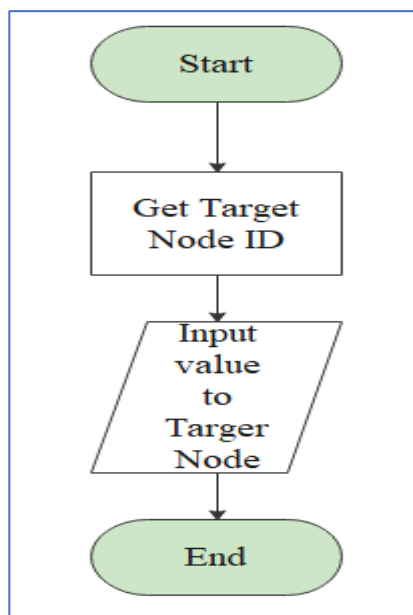 Start
Get Target
Node ID
Input
value
to
Targer
Node
End